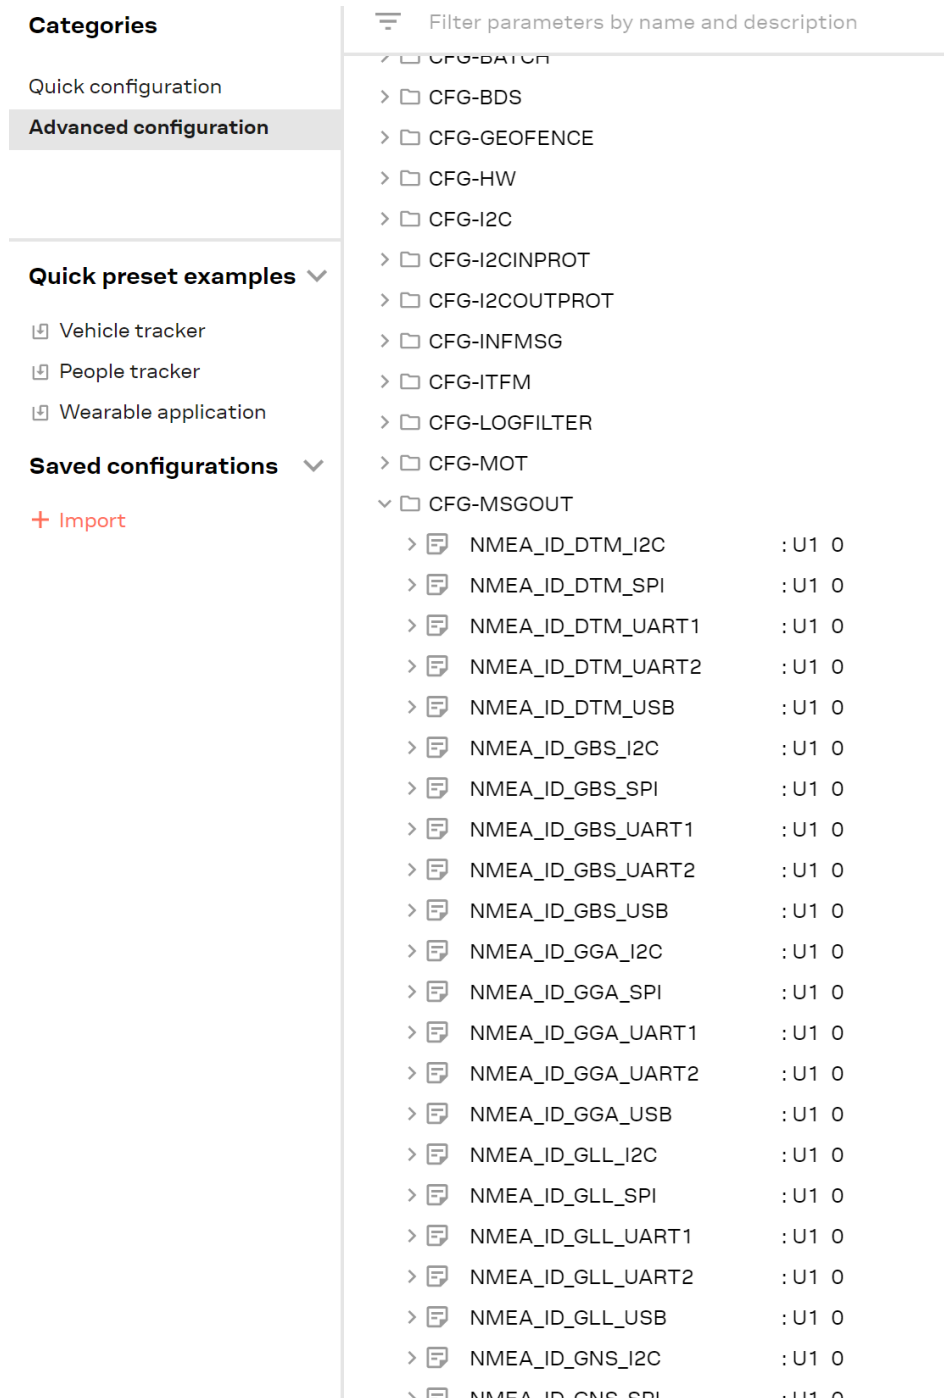 Categories
Quick configuration
Advanced configuration
Quick preset examples
Vehicle tracker
People tracker
Wearable application
Saved configurations
+ Import
Filter parameters by name and description
CFG-BATCH
CFG-BDS
CFG-GEOFENCE
CFG-HW
CFG-I2C
CFG-I2CINPROT
CFG-I2COUTPROT
CFG-INFMSG
CFG-ITFM
CFG-LOGFILTER
CFG-MOT
CFG-MSGOUT
NMEA_ID_DTM_I2C : U1 0
NMEA_ID_DTM_SPI : U1 0
NMEA_ID_DTM_UART1 : U1 0
NMEA_ID_DTM_UART2 : U1 0
NMEA_ID_DTM_USB : U1 0
NMEA_ID_GBS_I2C : U1 0
NMEA_ID_GBS_SPI : U1 0
NMEA_ID_GBS_UART1 : U1 0
NMEA_ID_GBS_UART2 : U1 0
NMEA_ID_GBS_USB : U1 0
NMEA_ID_GGA_I2C : U1 0
NMEA_ID_GGA_SPI : U1 0
NMEA_ID_GGA_UART1 : U1 0
NMEA_ID_GGA_UART2 : U1 0
NMEA_ID_GGA_USB : U1 0
NMEA_ID_GLL_I2C : U1 0
NMEA_ID_GLL_SPI : U1 0
NMEA_ID_GLL_UART1 : U1 0
NMEA_ID_GLL_UART2 : U1 0
NMEA_ID_GLL_USB : U1 0
NMEA_ID_GNS_I2C : U1 0
NMEA_ID_GNS_SPI : U1 0